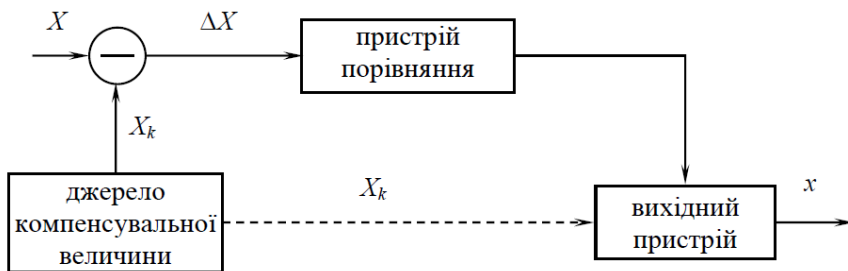 X
ΔX
пристрій
порівняння
X_k
джерело
компенсувальної
величини
X_k
вихідний
пристрій
x